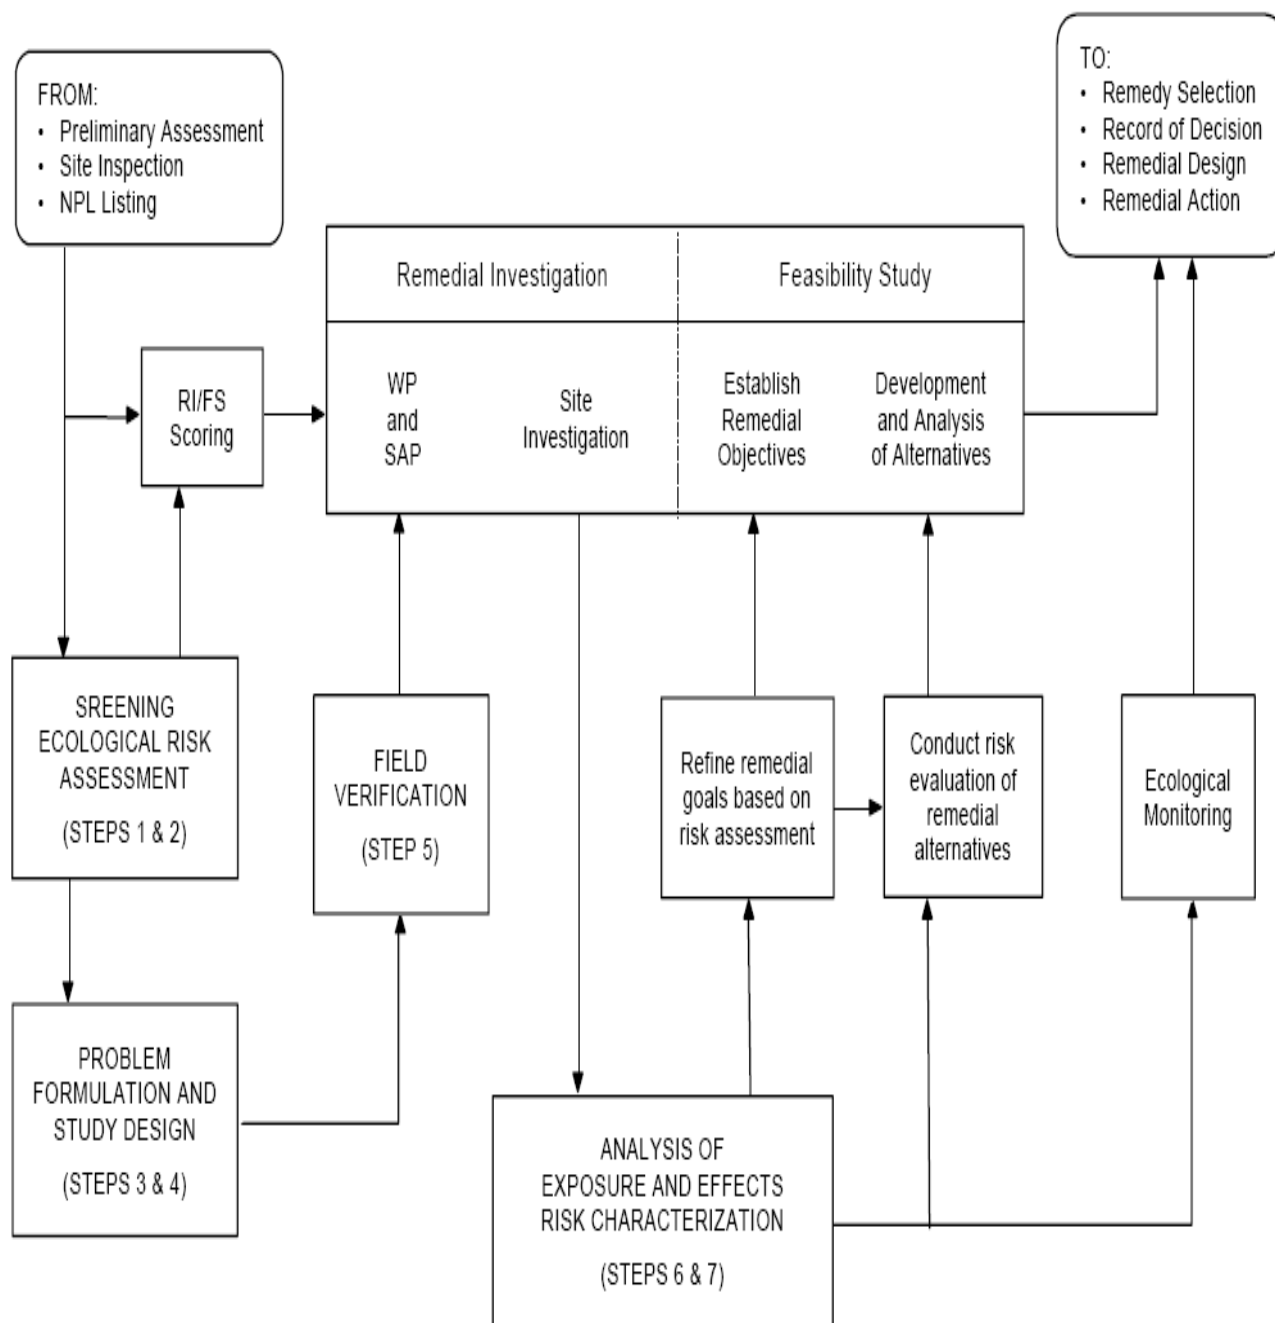 FROM:
• Preliminary Assessment
• Site Inspection
• NPL Listing
TO:
• Remedy Selection
• Record of Decision
• Remedial Design
• Remedial Action
Remedial Investigation
Feasibility Study
RI/FS
Scoring
WP
and
SAP
Site
Investigation
Establish
Remedial
Objectives
Development
and Analysis
of Alternatives
SREENING
ECOLOGICAL RISK
ASSESSMENT
(STEPS 1 & 2)
FIELD
VERIFICATION
(STEP 5)
Refine remedial
goals based on
risk assessment
Conduct risk
evaluation of
remedial
alternatives
Ecological
Monitoring
PROBLEM
FORMULATION AND
STUDY DESIGN
(STEPS 3 & 4)
ANALYSIS OF
EXPOSURE AND EFFECTS
RISK CHARACTERIZATION
(STEPS 6 & 7)